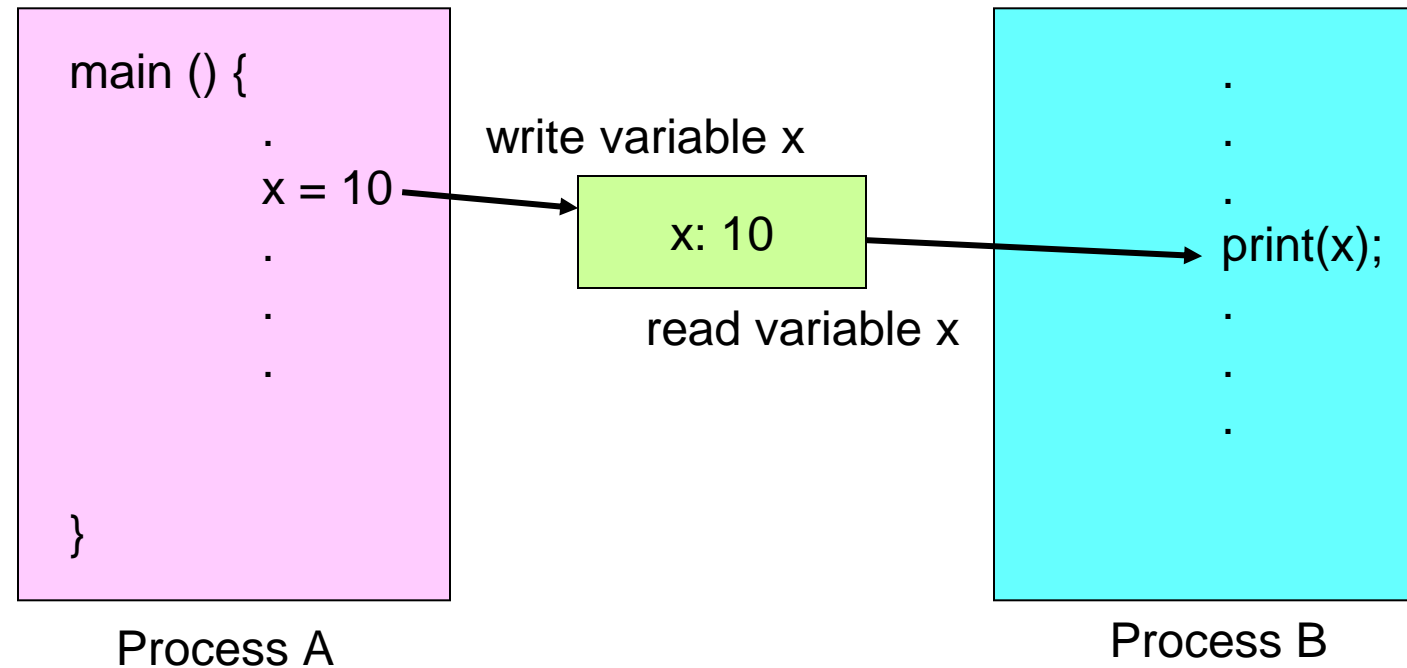 main () {
.
x = 10
.
.
.
}
Process A
write variable x
x: 10
read variable x
.
.
.
print(x);
.
.
.
Process B